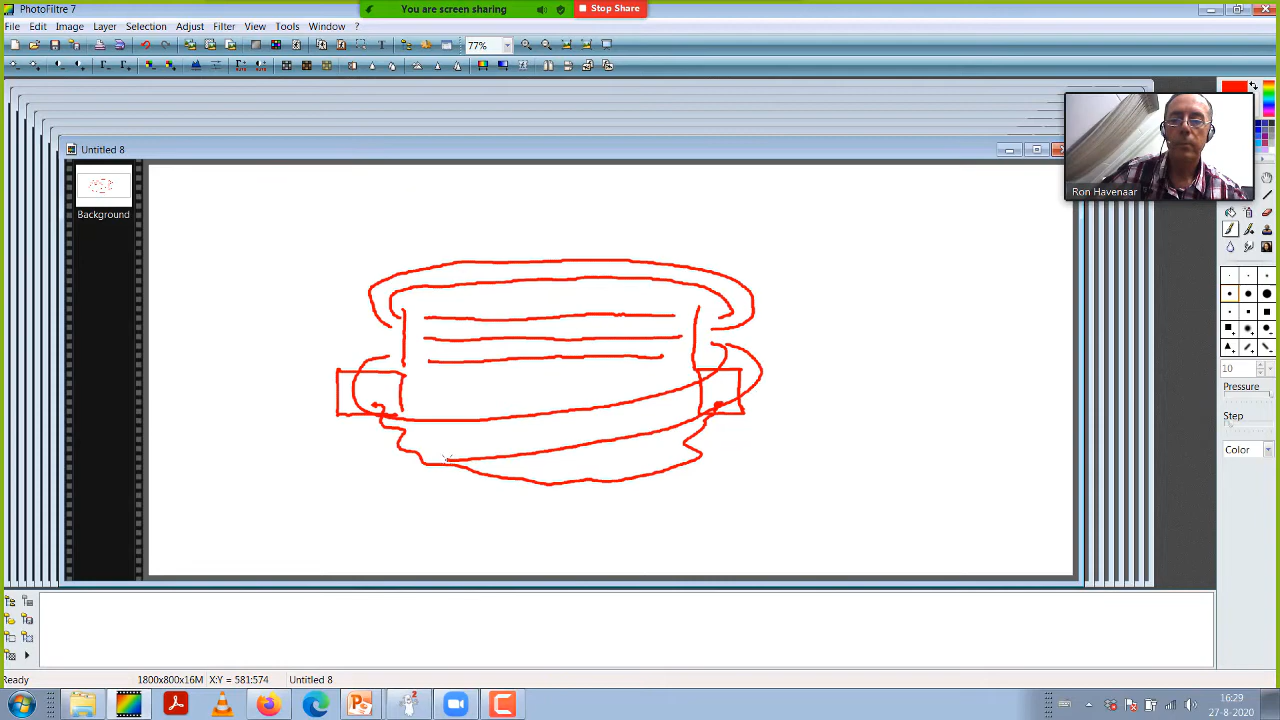 PhotoFiltre 7
You are screen sharing
Stop Share
File Edit Image Layer Selection Adjust Filter View Tools Window ?
77%
Untitled 8
Background
Ron Havenaar
10
Pressure
Step
Color
Ready
1800x800x16M X:Y = 581:574 Untitled 8
16:29
27-8-2020